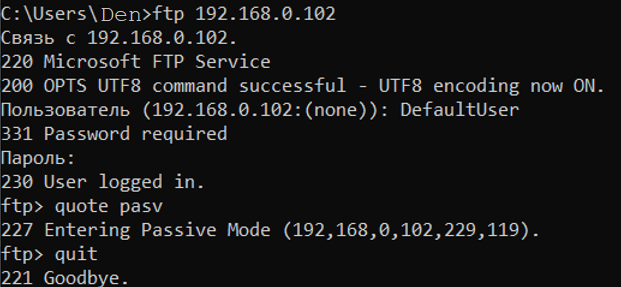 C:\Users\Den>ftp 192.168.0.102
Связь с 192.168.0.102.
220 Microsoft FTP Service
200 OPTS UTF8 command successful - UTF8 encoding now ON.
Пользователь (192.168.0.102:(none)): DefaultUser
331 Password required
Пароль:
230 User logged in.
ftp> quote pasv
227 Entering Passive Mode (192,168,0,102,229,119).
ftp> quit
221 Goodbye.